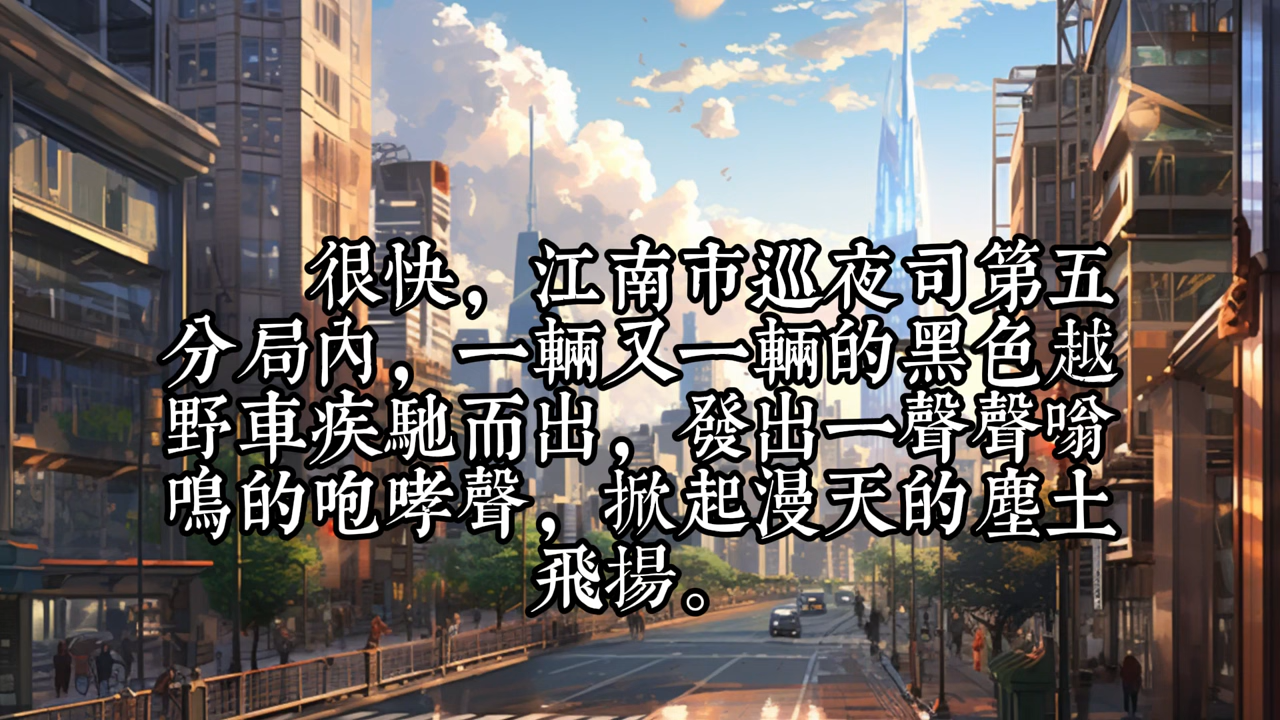 很快，江南市巡夜司第五
分局內，一輛又一輛的黑色越
野車疾馳而出，發出一聲聲嗡
鳴的咆哮聲，掀起漫天的塵土
飛揚。